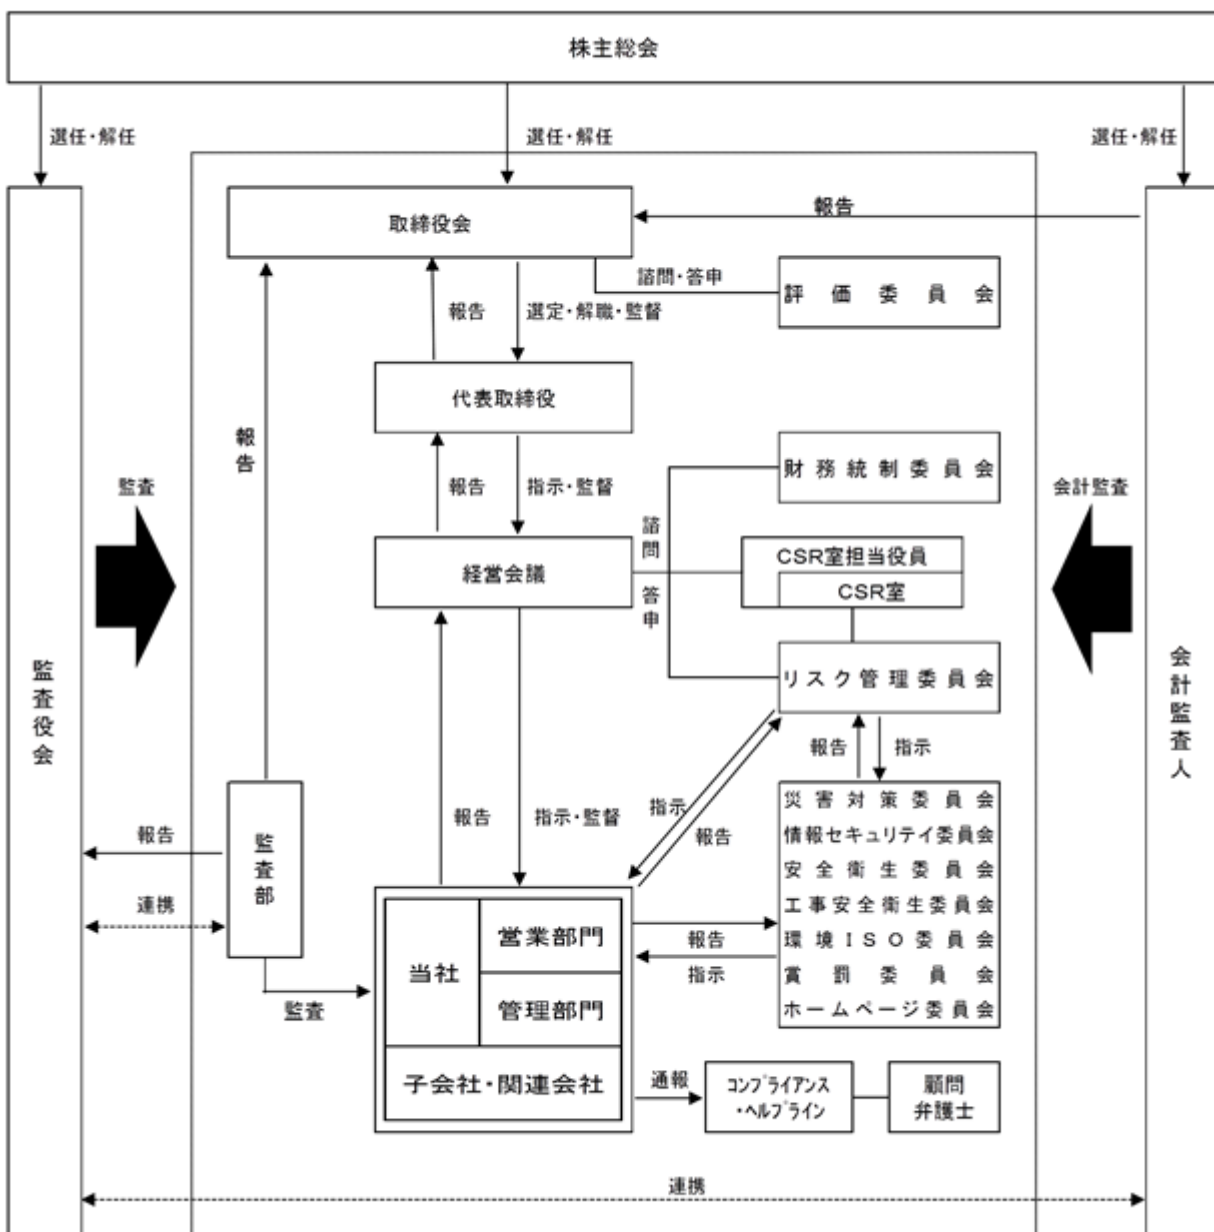 株主総会
選任・解任
選任・解任
選任・解任
取締役会
報告
諮問・答申
評価委員会
報告
選定・解職・監督
代表取締役
報告
監査
報告
指示・監督
財務統制委員会
会計監査
諮問
答申
経営会議
CSR室担当役員
CSR室
リスク管理委員会
監査役会
会計監査人
報告
指示
報告
指示・監督
指示
報告
災害対策委員会
情報セキュリテイ委員会
安全衛生委員会
工事安全衛生委員会
環境ISO委員会
賞罰委員会
ホームページ委員会
報告
連携
監査部
監査
当社
営業部門
管理部門
子会社・関連会社
報告
指示
通報
コンプライアンス
・ヘルプライン
顧問
弁護士
連携